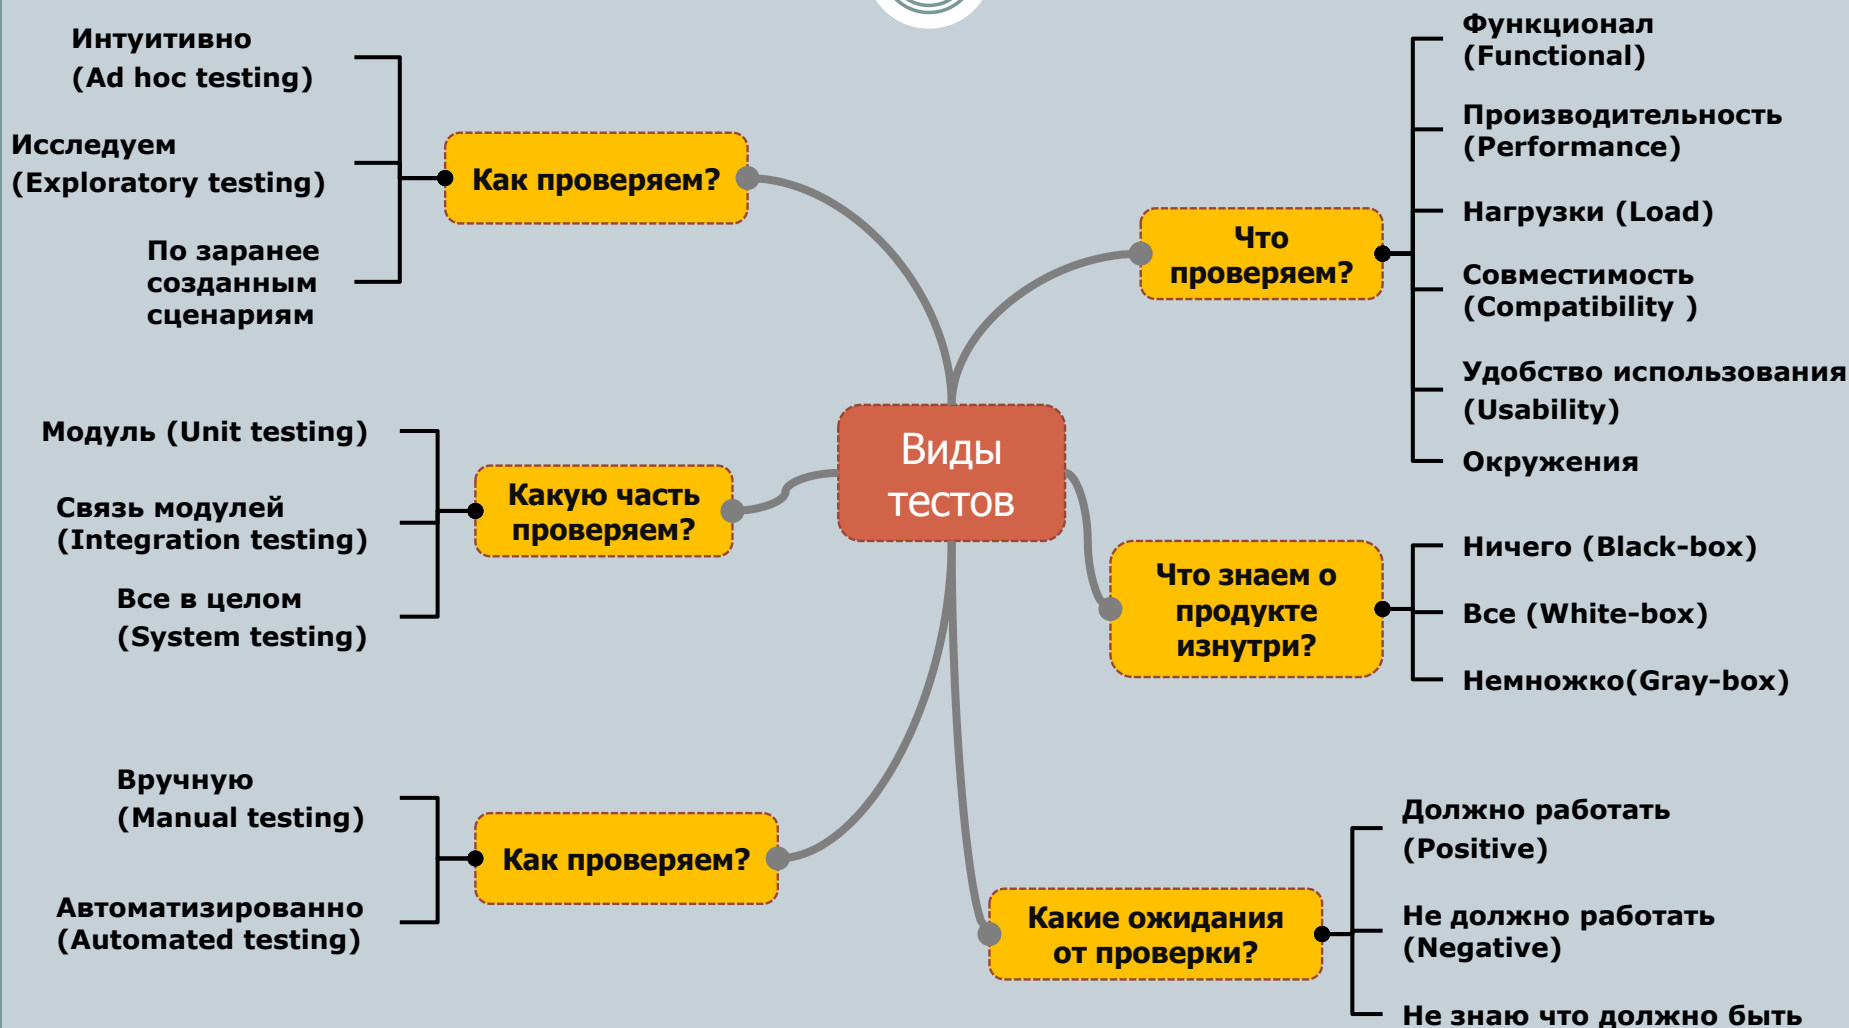 Интуитивно
(Ad hoc testing)
Исследуем
(Exploratory testing)
По заранее
созданным
сценариям
Как проверяем?
Модуль (Unit testing)
Связь модулей
(Integration testing)
Все в целом
(System testing)
Какую часть
проверяем?
Вручную
(Manual testing)
Автоматизированно
(Automated testing)
Как проверяем?
Виды
тестов
Что
проверяем?
Функционал
(Functional)
Производительность
(Performance)
Нагрузки (Load)
Совместимость
(Compatibility )
Удобство использования
(Usability)
Окружения
Что знаем о
продукте
изнутри?
Ничего (Black-box)
Все (White-box)
Немножко(Gray-box)
Какие ожидания
от проверки?
Должно работать
(Positive)
Не должно работать
(Negative)
Не знаю что должно быть